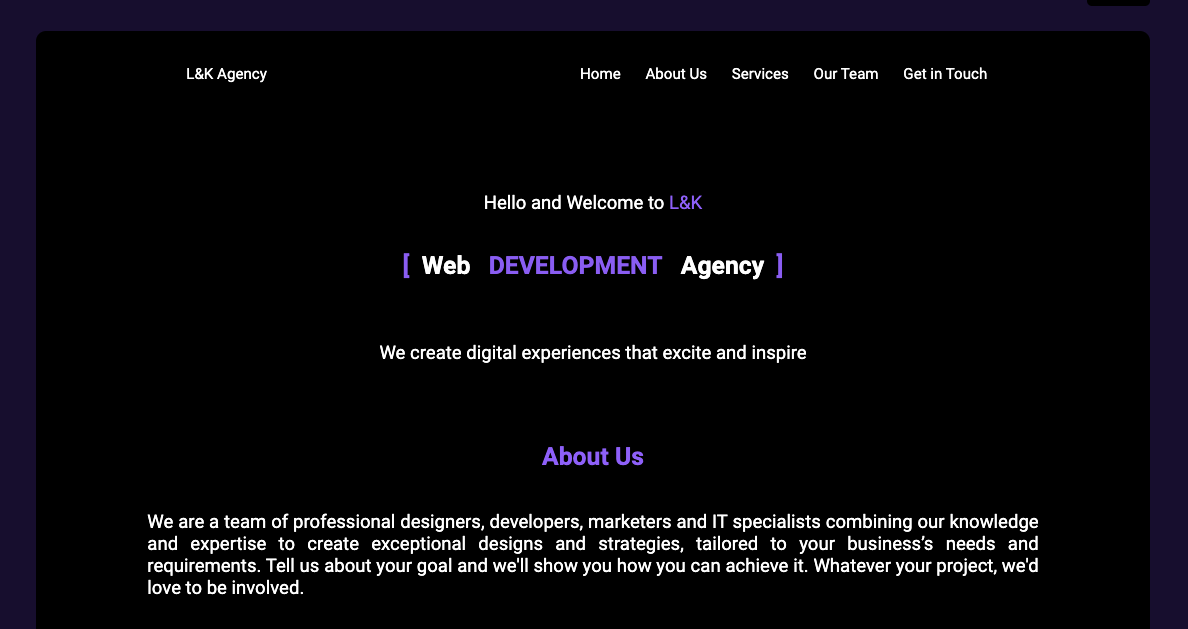 L&K Agency
Home About Us Services Our Team Get in Touch
Hello and Welcome to L&K
[ Web DEVELOPMENT Agency ]
We create digital experiences that excite and inspire
About Us
We are a team of professional designers, developers, marketers and IT specialists combining our knowledge
and expertise to create exceptional designs and strategies, tailored to your business’s needs and
requirements. Tell us about your goal and we'll show you how you can achieve it. Whatever your project, we'd
love to be involved.